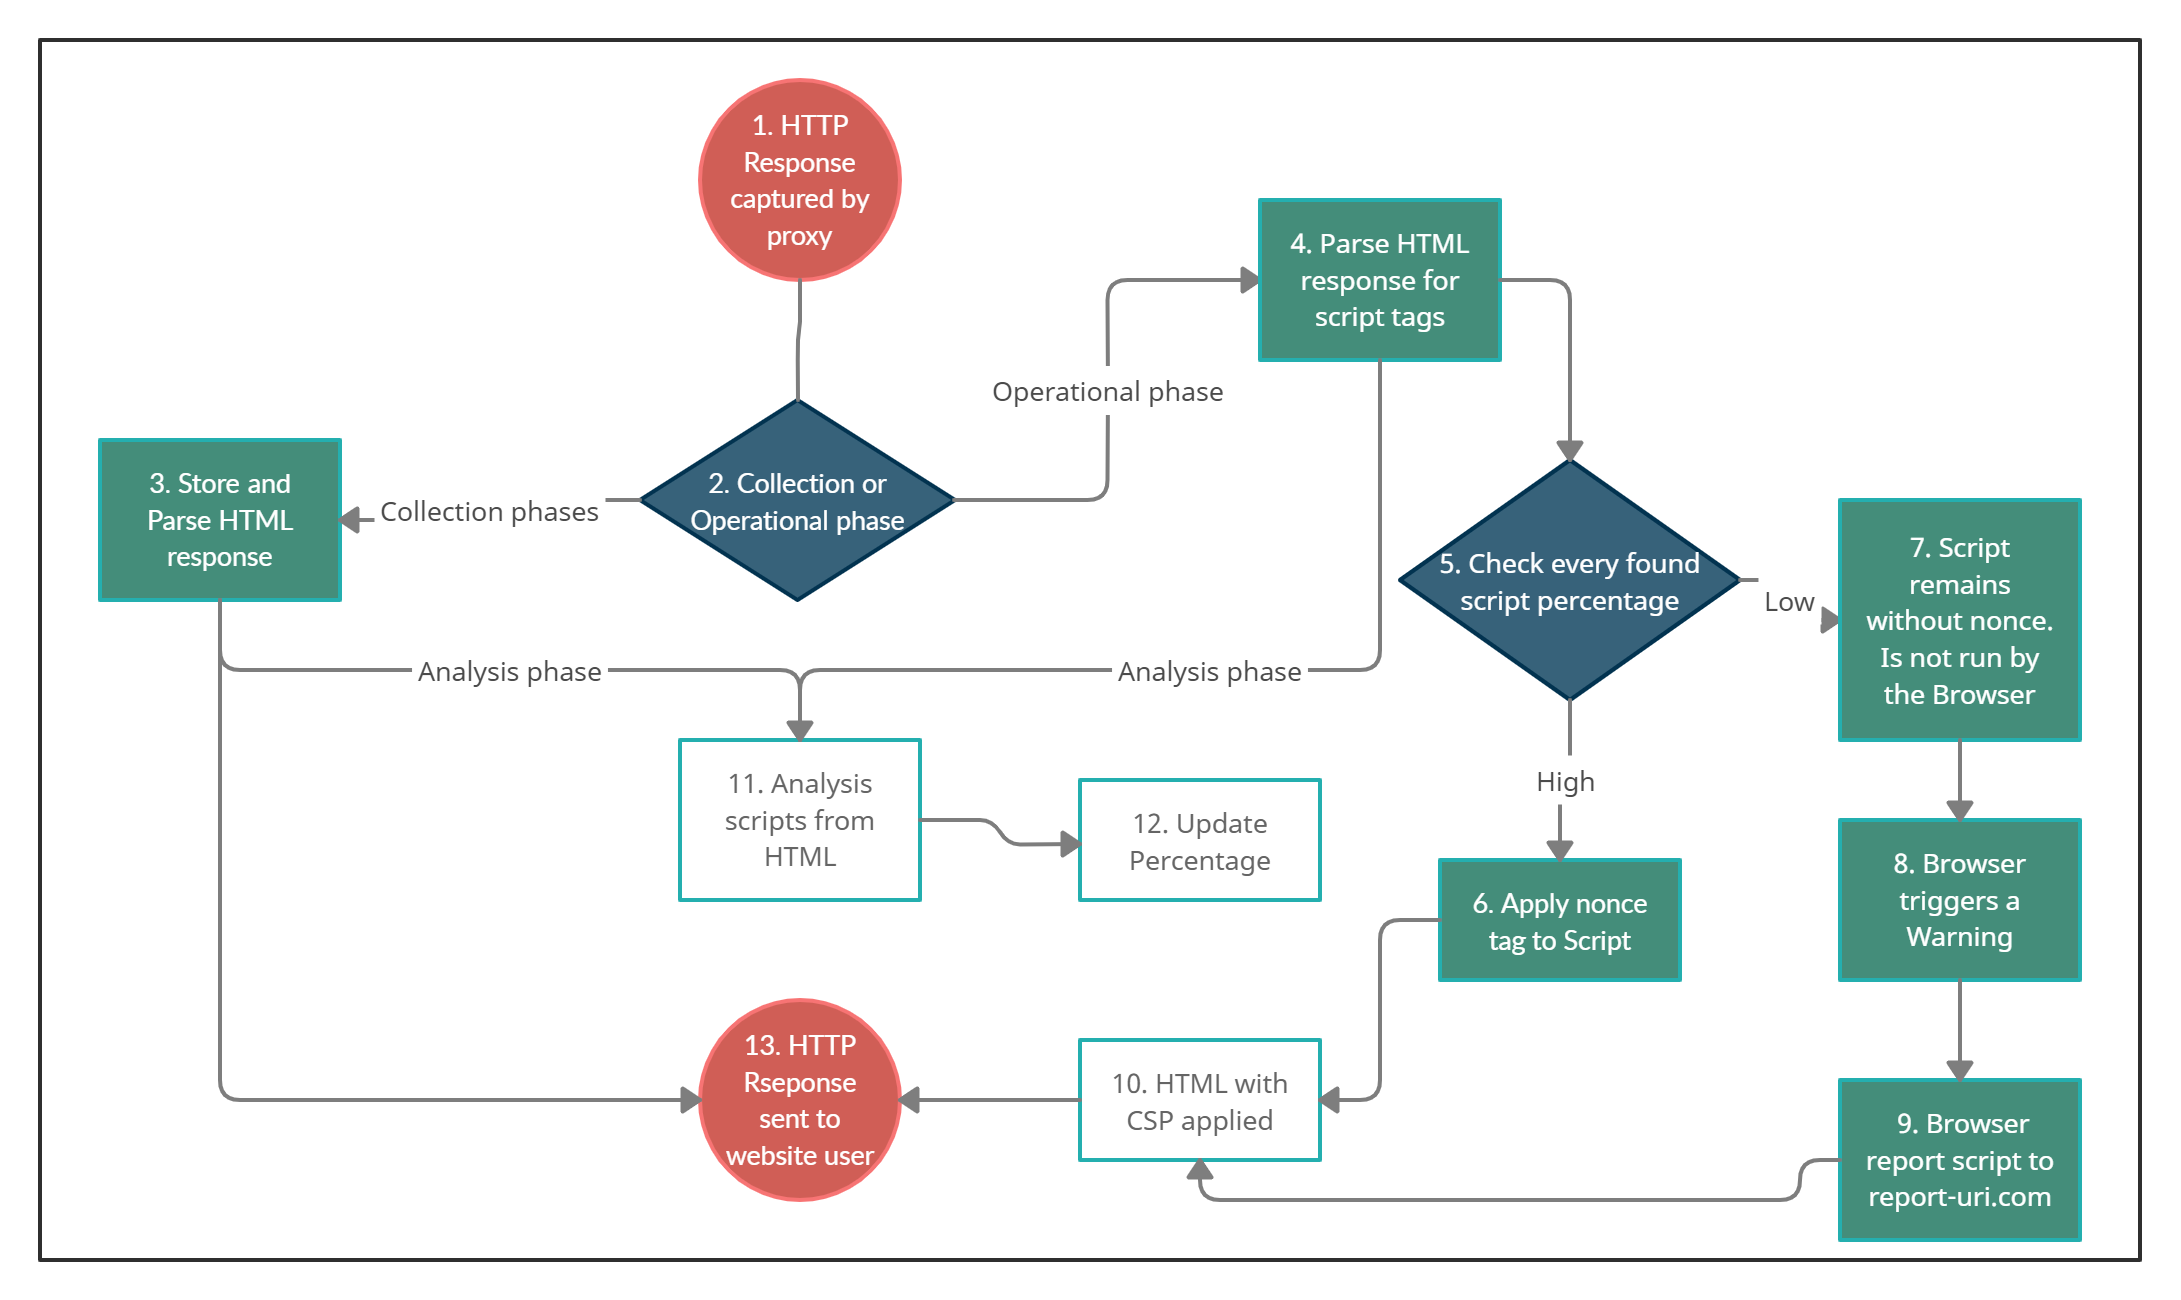 1. HTTP
Response
captured by
proxy
2. Collection or
Operational phase
Collection phases
3. Store and
Parse HTML
response
Operational phase
4. Parse HTML
response for
script tags
5. Check every found
script percentage
Low
7. Script
remains
without nonce.
Is not run by
the Browser
High
6. Apply nonce
tag to Script
8. Browser
triggers a
Warning
9. Browser
report script to
report-uri.com
10. HTML with
CSP applied
Analysis phase
Analysis phase
11. Analysis
scripts from
HTML
12. Update
Percentage
13. HTTP
Rseponse
sent to
website user